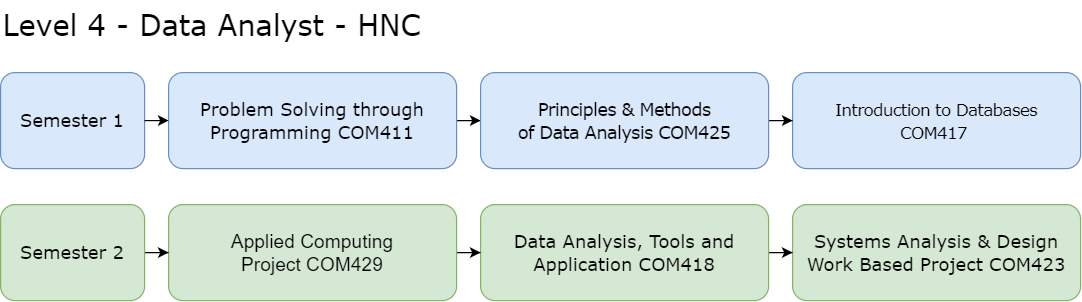 Level 4 - Data Analyst - HNC
Semester 1
Problem Solving through
Programming COM411
Principles & Methods
of Data Analysis COM425
Introduction to Databases
COM417
Semester 2
Applied Computing
Project COM429
Data Analysis, Tools and
Application COM418
Systems Analysis & Design
Work Based Project COM423